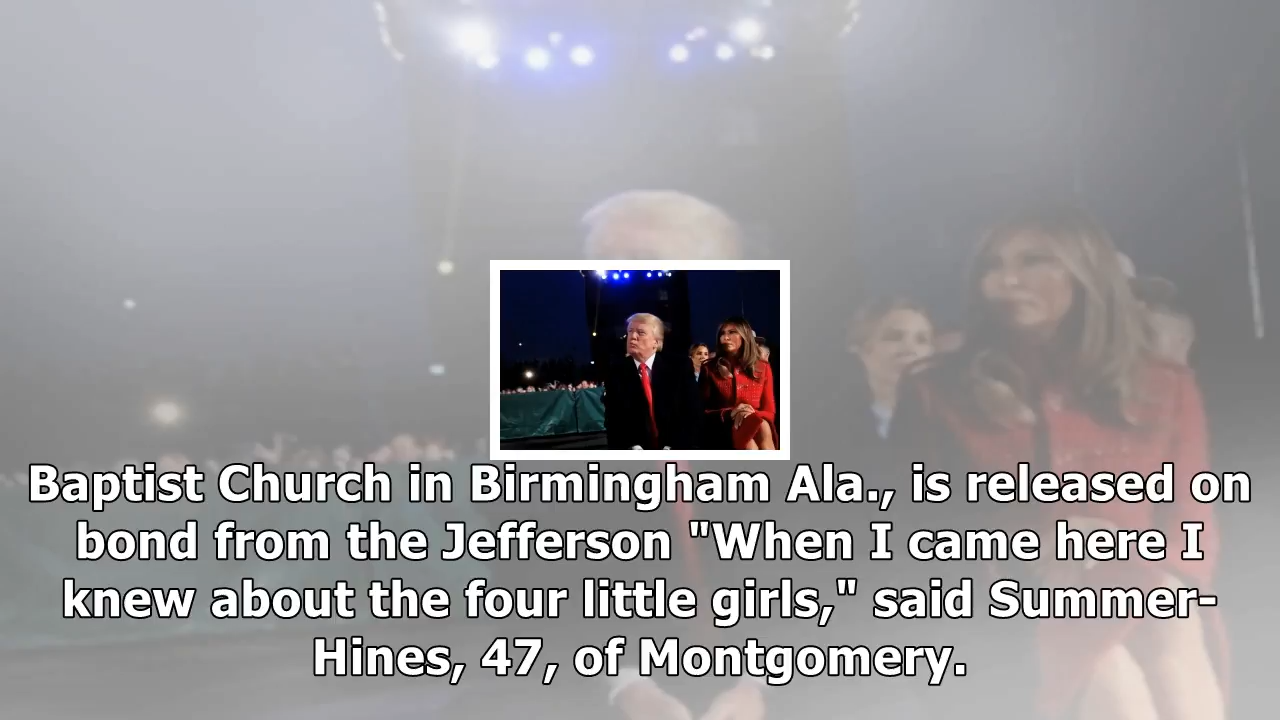 Baptist Church in Birmingham Ala., is released on
bond from the Jefferson "When I came here I
knew about the four little girls," said Summer-
Hines, 47, of Montgomery.